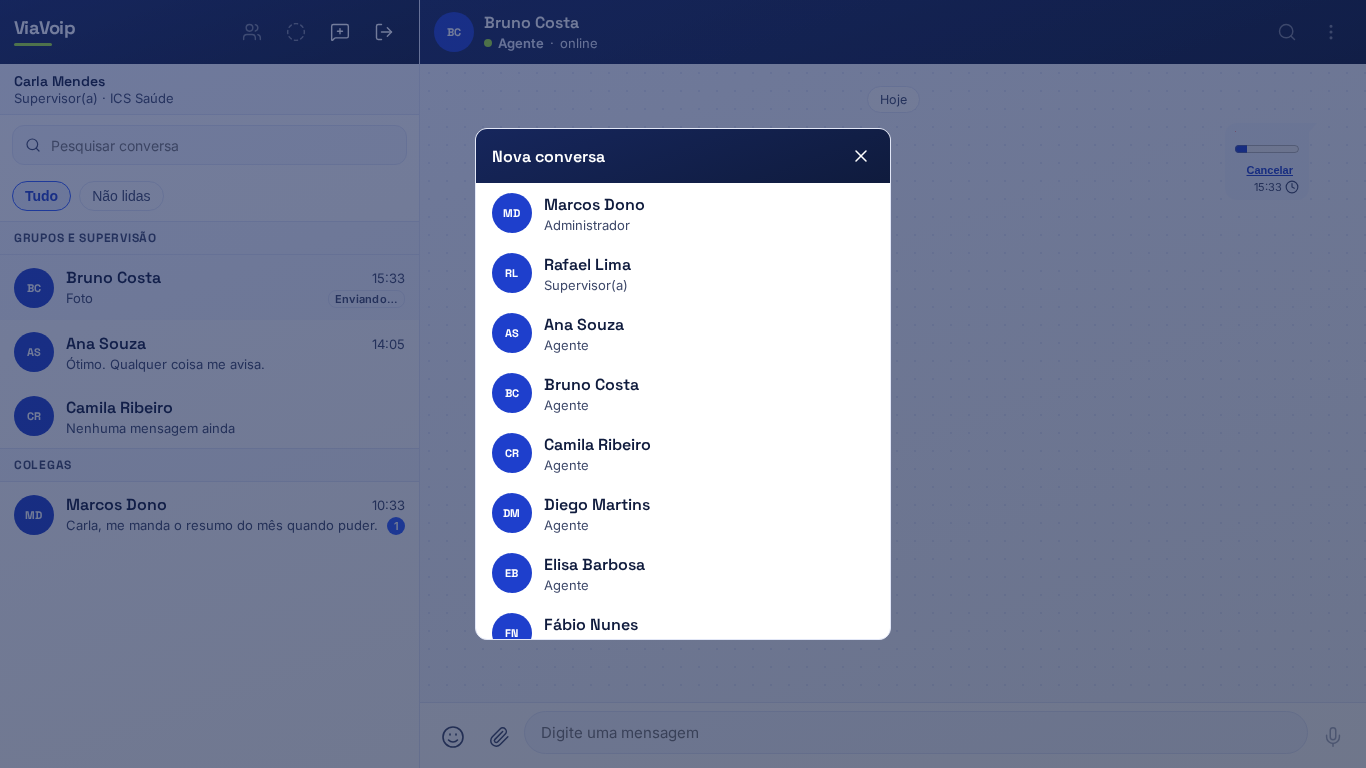 ViaVoip
BC
Bruno Costa
Agente · online
Carla Mendes
Supervisor(a) · ICS Saúde
Pesquisar conversa
Tudo
Não lidas
GRUPOS E SUPERVISÃO
BC
Bruno Costa
15:33
Foto
Enviando…
AS
Ana Souza
14:05
Ótimo. Qualquer coisa me avisa.
CR
Camila Ribeiro
Nenhuma mensagem ainda
COLEGAS
MD
Marcos Dono
10:33
Carla, me manda o resumo do mês quando puder.
1
Hoje
Cancelar
15:33
Nova conversa
MD
Marcos Dono
Administrador
RL
Rafael Lima
Supervisor(a)
AS
Ana Souza
Agente
BC
Bruno Costa
Agente
CR
Camila Ribeiro
Agente
DM
Diego Martins
Agente
EB
Elisa Barbosa
Agente
FN
Fábio Nunes
Digite uma mensagem